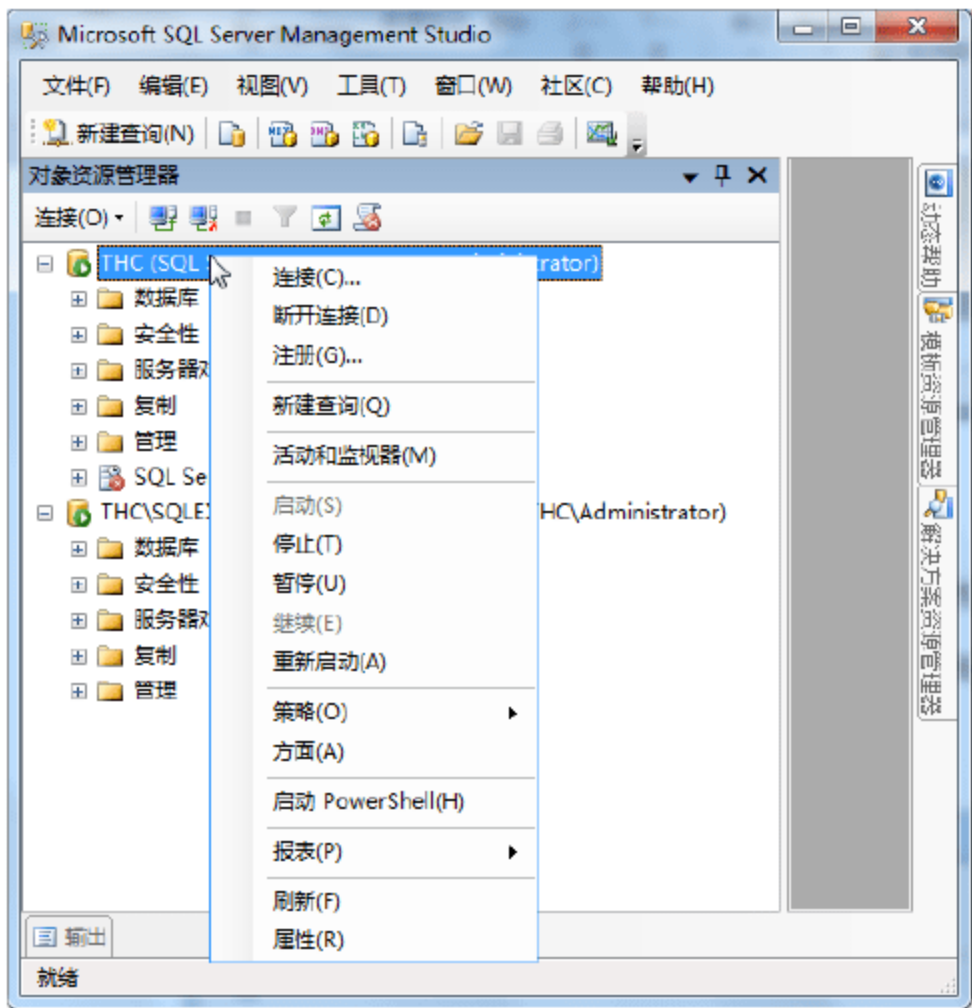 Microsoft SQL Server Management Studio
文件(F) 编辑(E) 视图(V) 工具(T) 窗口(W) 社区(C) 帮助(H)
新建查询(N)
对象资源管理器
连接(O)
THC (SQL rator)
数据库
安全性
服务器
复制
管理
SQL Se
THC\SQLE HC\Administrator)
数据库
安全性
服务器
复制
管理
连接(C)...
断开连接(D)
注册(G)...
新建查询(Q)
活动和监视器(M)
启动(S)
停止(T)
暂停(U)
继续(E)
重新启动(A)
策略(O)
方面(A)
启动 PowerShell(H)
报表(P)
刷新(F)
属性(R)
动态帮助
模板资源管理器
解决方案资源管理器
输出
就绪